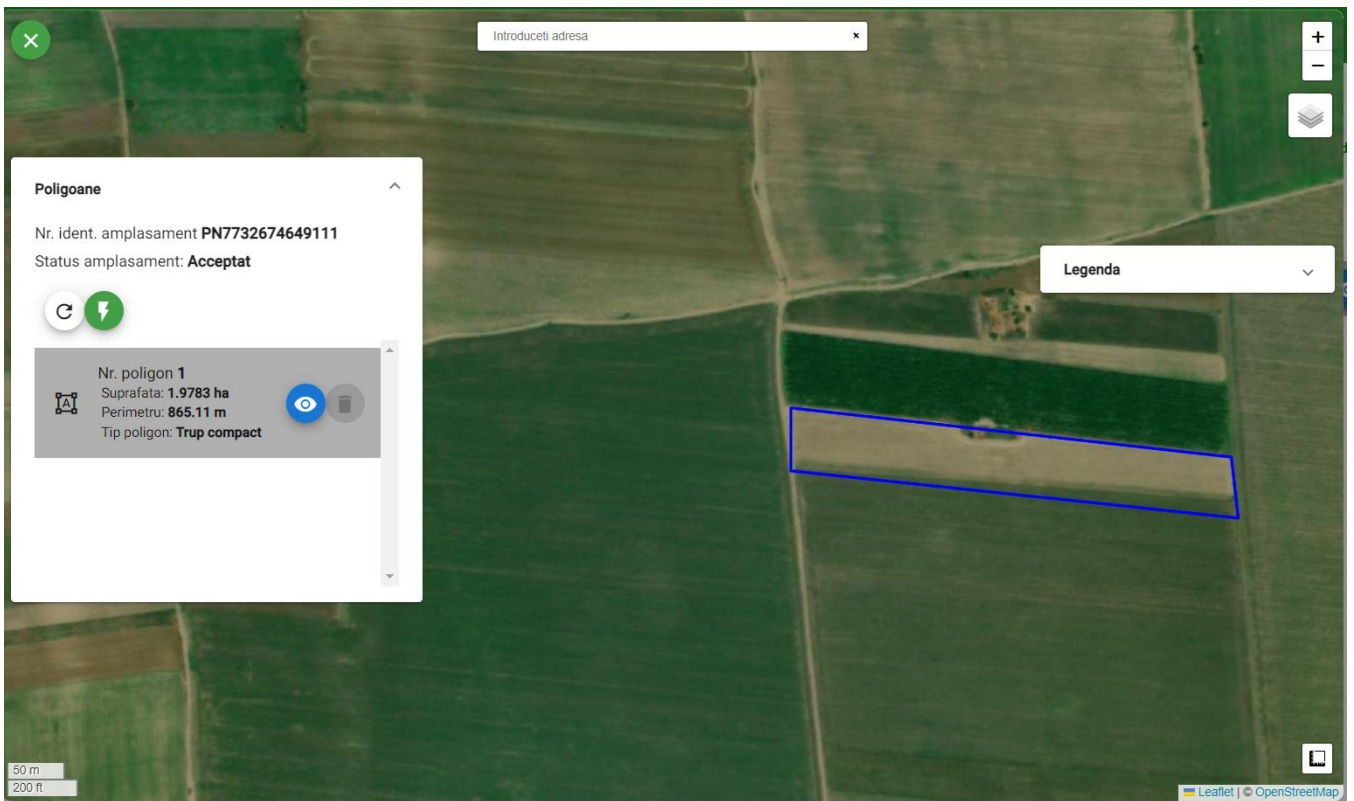 Introduceti adresa
×
+
−
Poligoane
Nr. ident. amplasament PN7732674649111
Status amplasament: Acceptat
Legenda
Nr. poligon 1
Suprafata: 1.9783 ha
Perimetru: 865.11 m
Tip poligon: Trup compact
50 m
200 ft
Leaflet | © OpenStreetMap